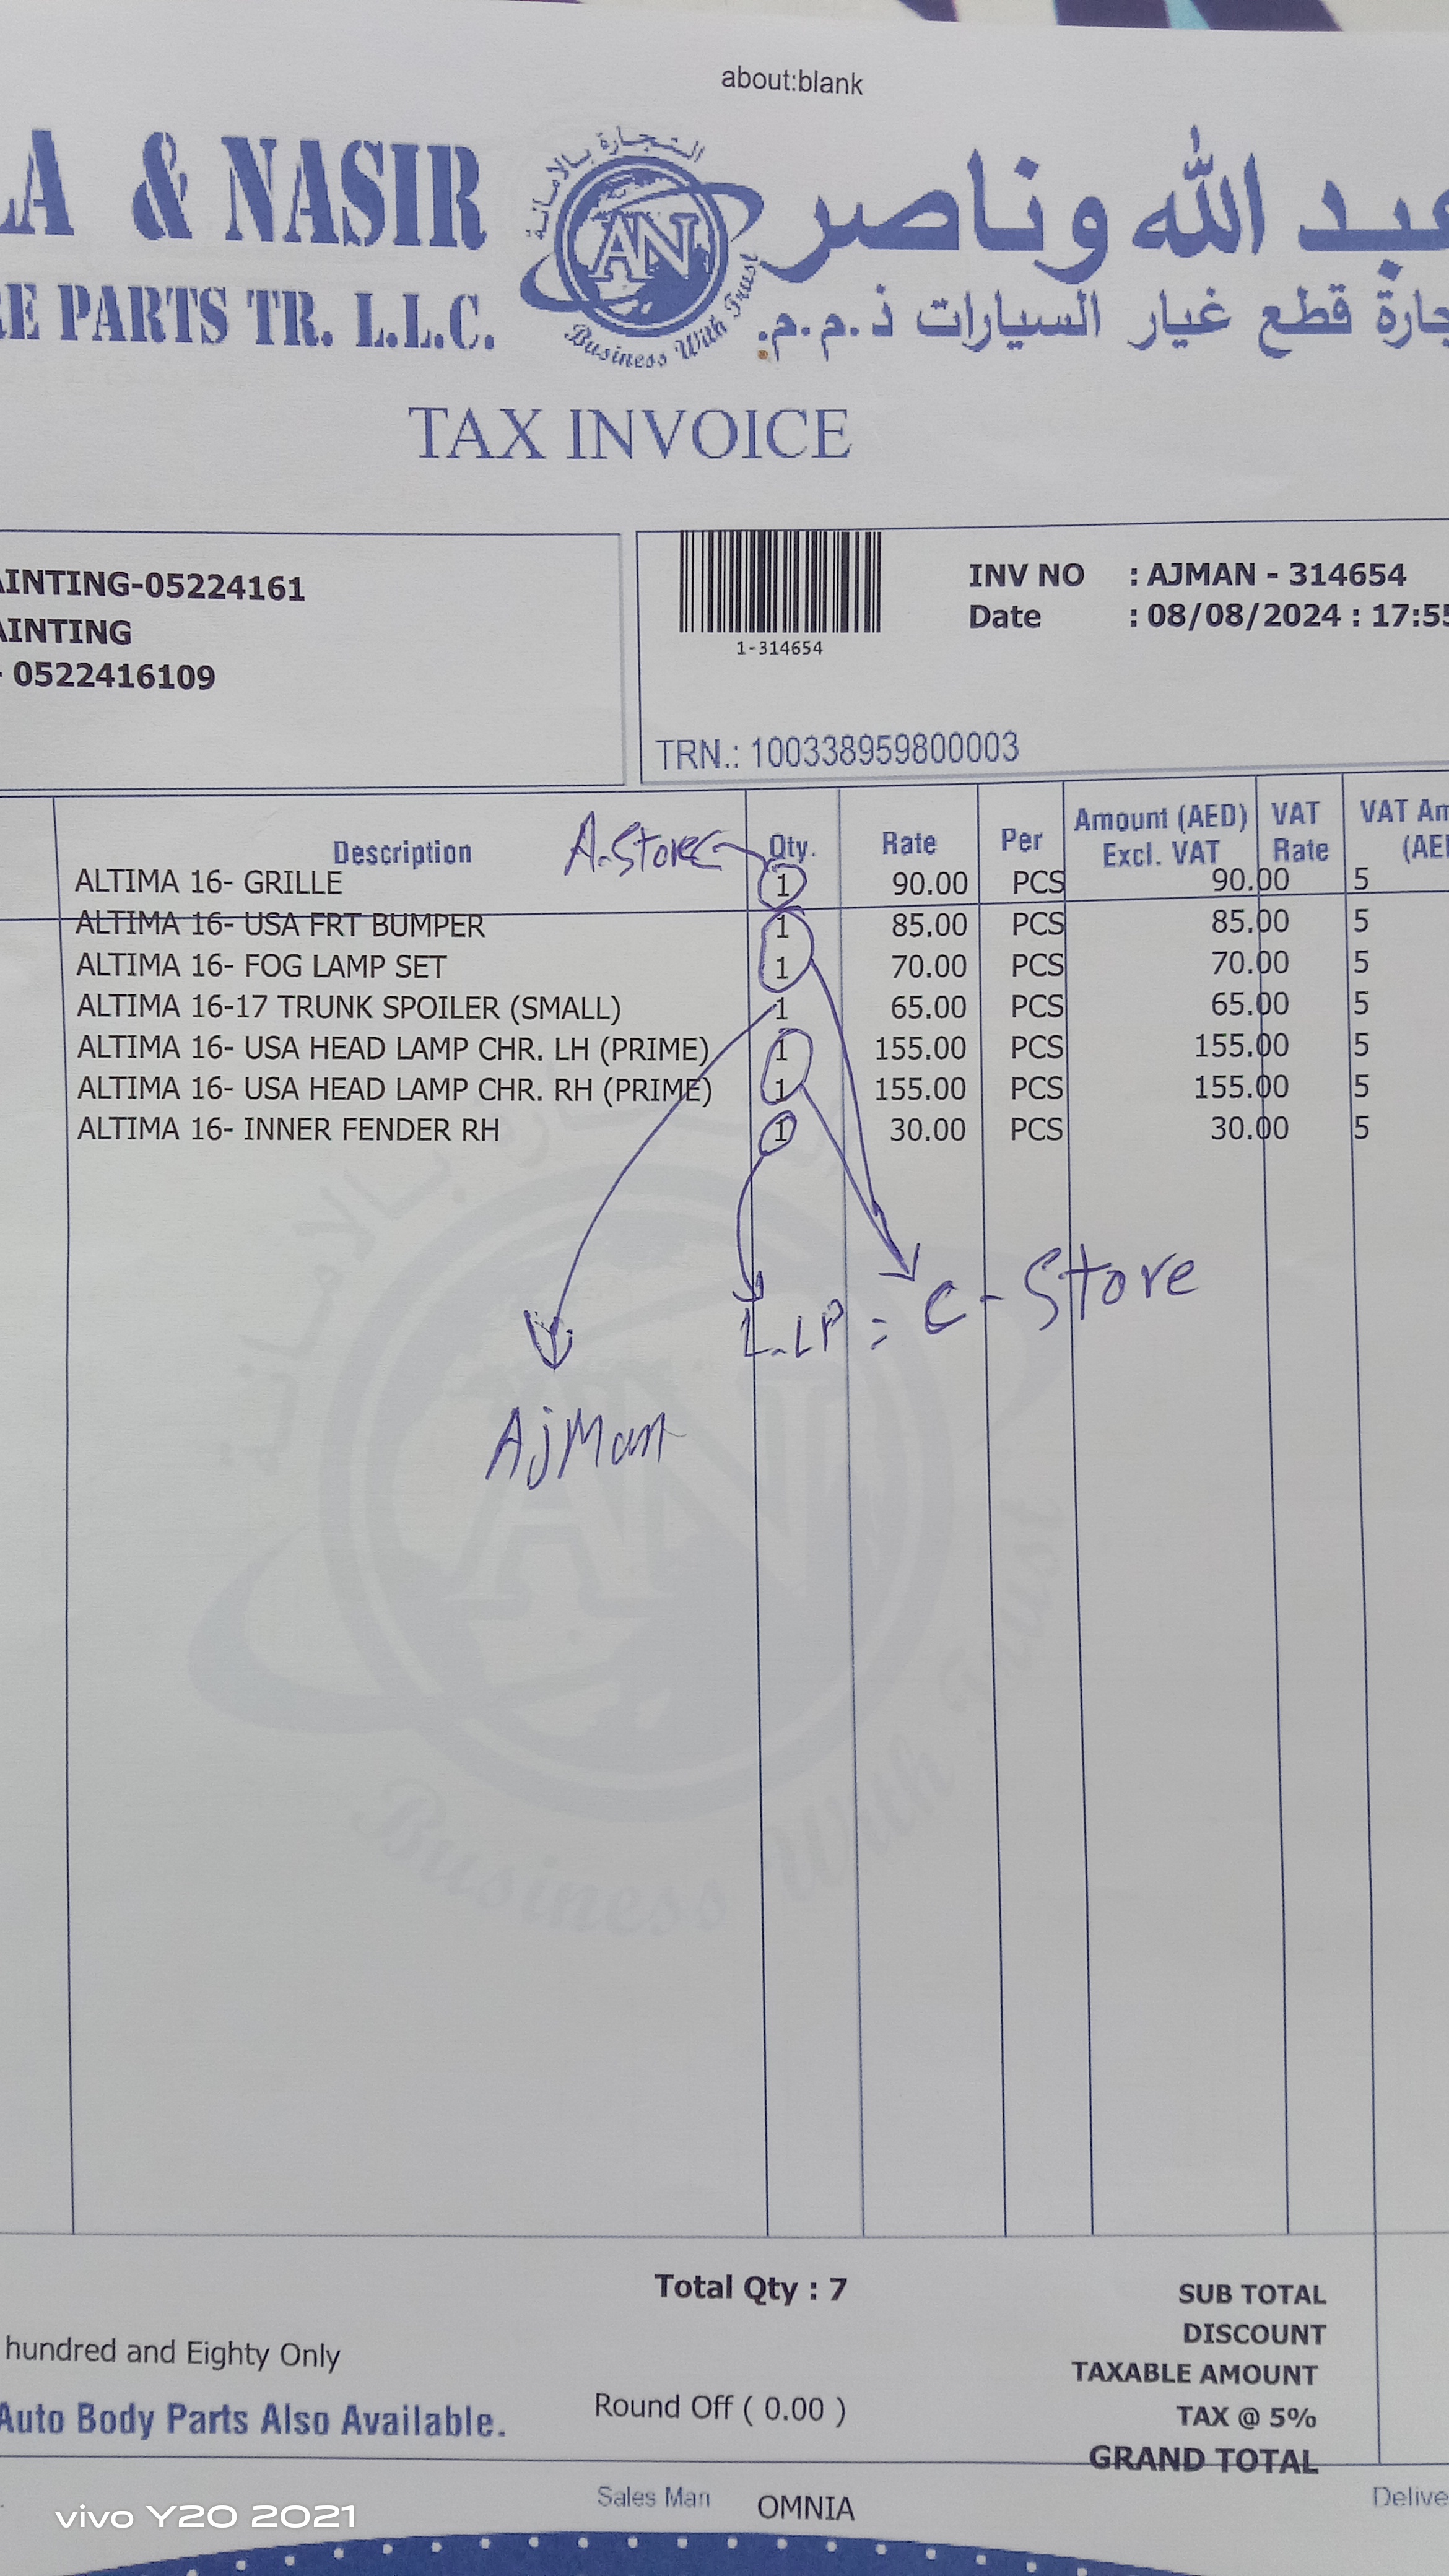 about:blank
& NASIR
PARTS TR. L.L.C.
التجارة بالامانة
AN
Business With Trust
عبد الله وناصر
قطع غيار السيارات ذ.م.م.
TAX INVOICE
AINTING-05224161
AINTING
- 0522416109
1-314654
INV NO : AJMAN - 314654
Date : 08/08/2024 : 17:55
TRN.: 100338959800003
Description Qty. Rate Per Amount (AED) Excl. VAT VAT Rate VAT Am
A.Store
ALTIMA 16- GRILLE 1 90.00 PCS 90.00 5
ALTIMA 16- USA FRT BUMPER 1 85.00 PCS 85.00 5
ALTIMA 16- FOG LAMP SET 1 70.00 PCS 70.00 5
ALTIMA 16-17 TRUNK SPOILER (SMALL) 1 65.00 PCS 65.00 5
ALTIMA 16- USA HEAD LAMP CHR. LH (PRIME) 1 155.00 PCS 155.00 5
ALTIMA 16- USA HEAD LAMP CHR. RH (PRIME) 1 155.00 PCS 155.00 5
ALTIMA 16- INNER FENDER RH 1 30.00 PCS 30.00 5
L.LP = C-Store
AjMan
AN
Business With Trust
Total Qty : 7
SUB TOTAL
DISCOUNT
hundred and Eighty Only
TAXABLE AMOUNT
Auto Body Parts Also Available.
Round Off ( 0.00 )
TAX @ 5%
GRAND TOTAL
Sales Man OMNIA
vivo Y20 2021